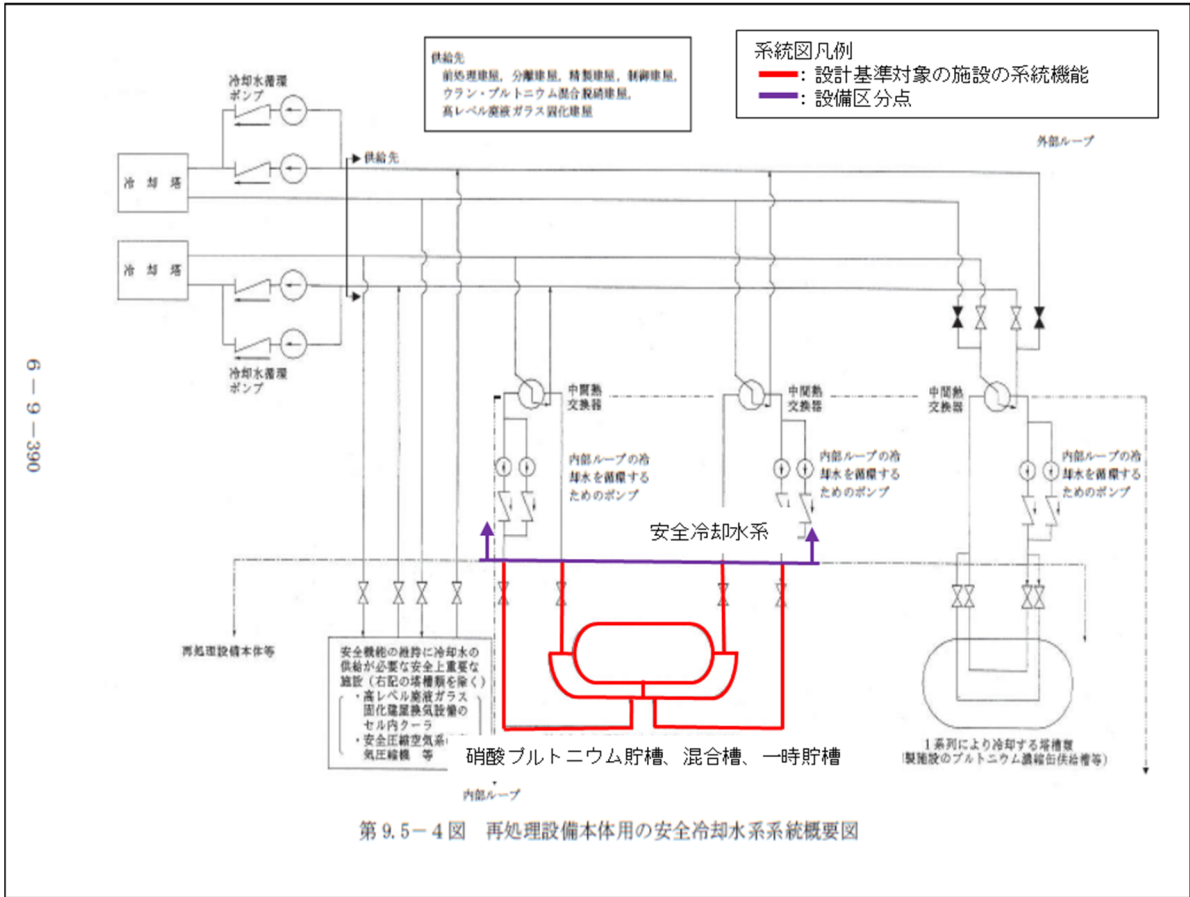 供給先
前処理建屋，分離建屋，精製建屋，制御建屋，
ウラン・プルトニウム混合脱硝建屋，
高レベル廃液ガラス固化建屋
系統図凡例
：設計基準対象の施設の系統機能
：設備区分点
冷却水循環
ポンプ
外部ループ
供給先
冷却塔
冷却塔
冷却水循環
ポンプ
6－9－390
中間熱
交換器
中間熱
交換器
中間熱
交換器
内部ループの冷
却水を循環する
ためのポンプ
内部ループの冷
却水を循環する
ためのポンプ
内部ループの冷
却水を循環する
ためのポンプ
安全冷却水系
再処理設備本体等
安全機能の維持に冷却水の
供給が必要な安全上重要な
施設（右記の塔槽類を除く）
・高レベル廃液ガラス
固化建屋換気設備の
セル内クーラ
・安全圧縮空気系
気圧縮機　等
硝酸プルトニウム貯槽、混合槽、一時貯槽
1系列により冷却する塔槽類
製施設のプルトニウム濃縮缶供給槽等）
内部ループ
第9.5－4図　再処理設備本体用の安全冷却水系系統概要図